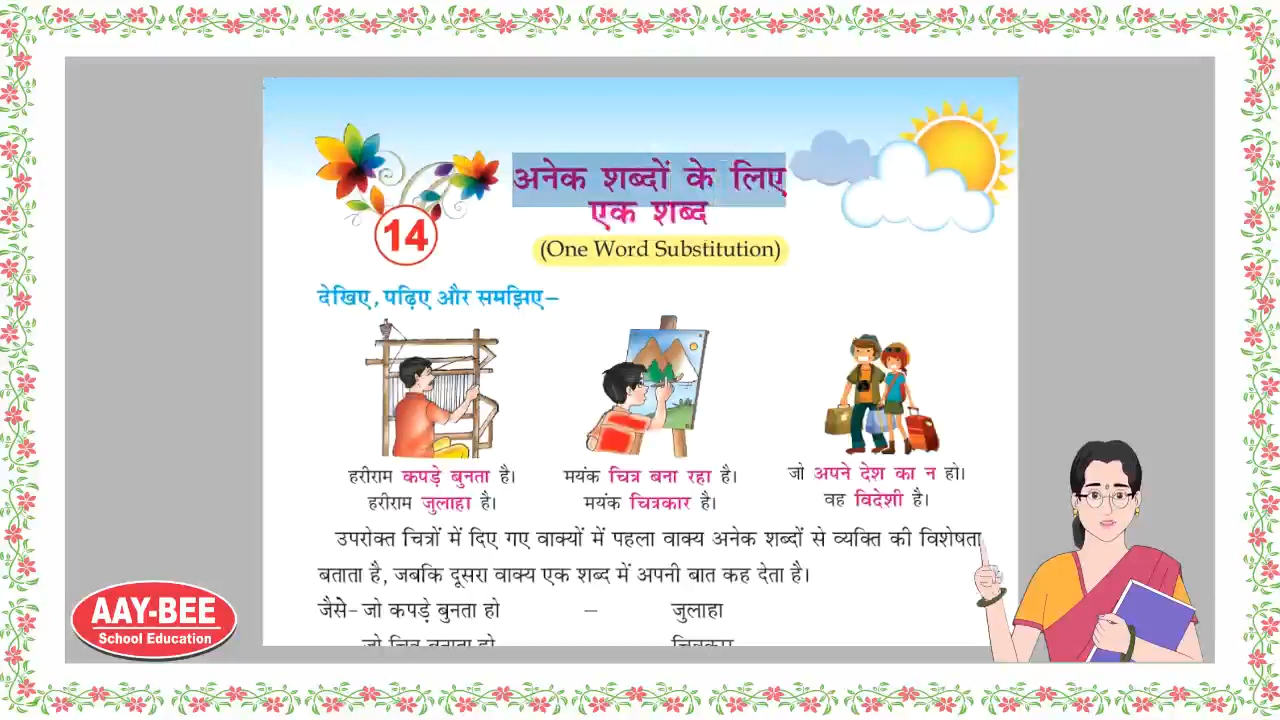 अनेक शब्दों के लिए
एक शब्द
14
(One Word Substitution)
देखिए, पढ़िए और समझिए–
हरीराम कपड़े बुनता है।
हरीराम जुलाहा है।
मयंक चित्र बना रहा है।
मयंक चित्रकार है।
जो अपने देश का न हो।
वह विदेशी है।
उपरोक्त चित्रों में दिए गए वाक्यों में पहला वाक्य अनेक शब्दों से व्यक्ति की विशेषता
बताता है, जबकि दूसरा वाक्य एक शब्द में अपनी बात कह देता है।
जैसे- जो कपड़े बुनता हो – जुलाहा
AAY-BEE
School Education